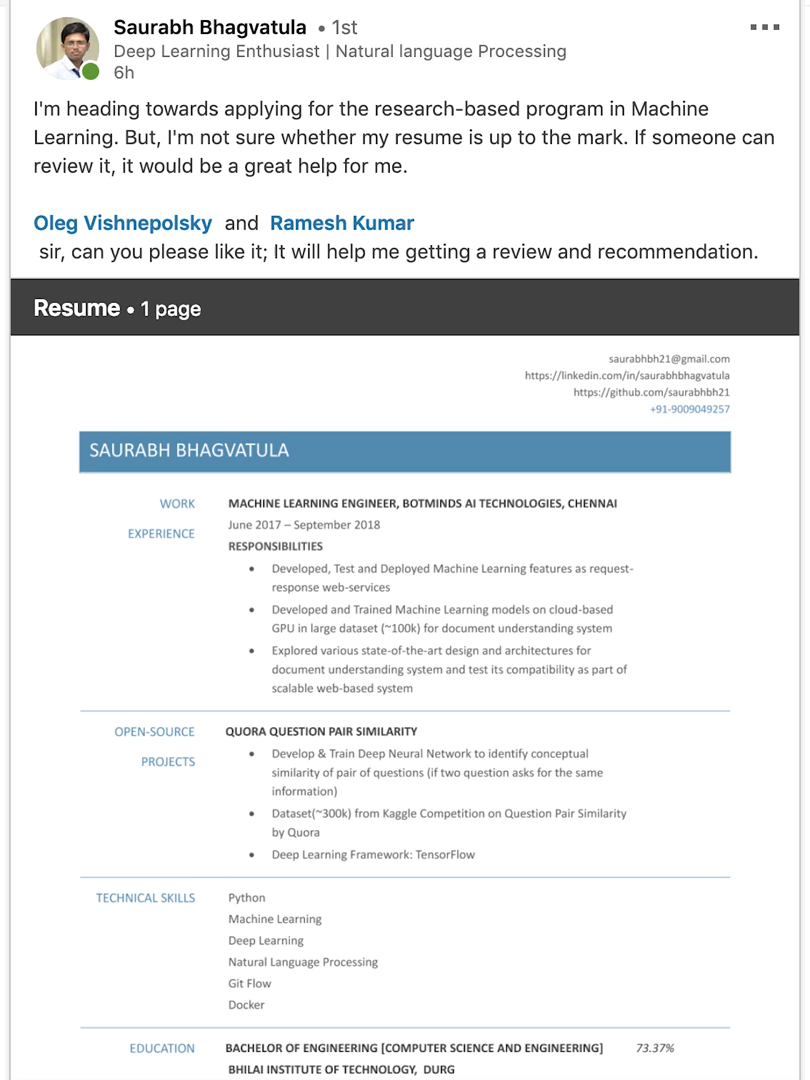 Saurabh Bhagvatula • 1st
Deep Learning Enthusiast | Natural language Processing
6h
I'm heading towards applying for the research-based program in Machine
Learning. But, I'm not sure whether my resume is up to the mark. If someone can
review it, it would be a great help for me.
Oleg Vishnepolsky and Ramesh Kumar
sir, can you please like it; It will help me getting a review and recommendation.
Resume • 1 page
saurabhbh21@gmail.com
https://linkedin.com/in/saurabhbhagvatula
https://github.com/saurabhbh21
+91-9009049257
SAURABH BHAGVATULA
WORK
EXPERIENCE
MACHINE LEARNING ENGINEER, BOTMINDS AI TECHNOLOGIES, CHENNAI
June 2017 – September 2018
RESPONSIBILITIES
• Developed, Test and Deployed Machine Learning features as request-
response web-services
• Developed and Trained Machine Learning models on cloud-based
GPU in large dataset (~100k) for document understanding system
• Explored various state-of-the-art design and architectures for
document understanding system and test its compatibility as part of
scalable web-based system
OPEN-SOURCE
PROJECTS
QUORA QUESTION PAIR SIMILARITY
• Develop & Train Deep Neural Network to identify conceptual
similarity of pair of questions (if two question asks for the same
information)
• Dataset(~300k) from Kaggle Competition on Question Pair Similarity
by Quora
• Deep Learning Framework: TensorFlow
TECHNICAL SKILLS
Python
Machine Learning
Deep Learning
Natural Language Processing
Git Flow
Docker
EDUCATION
BACHELOR OF ENGINEERING [COMPUTER SCIENCE AND ENGINEERING] 73.37%
BHILAI INSTITUTE OF TECHNOLOGY, DURG